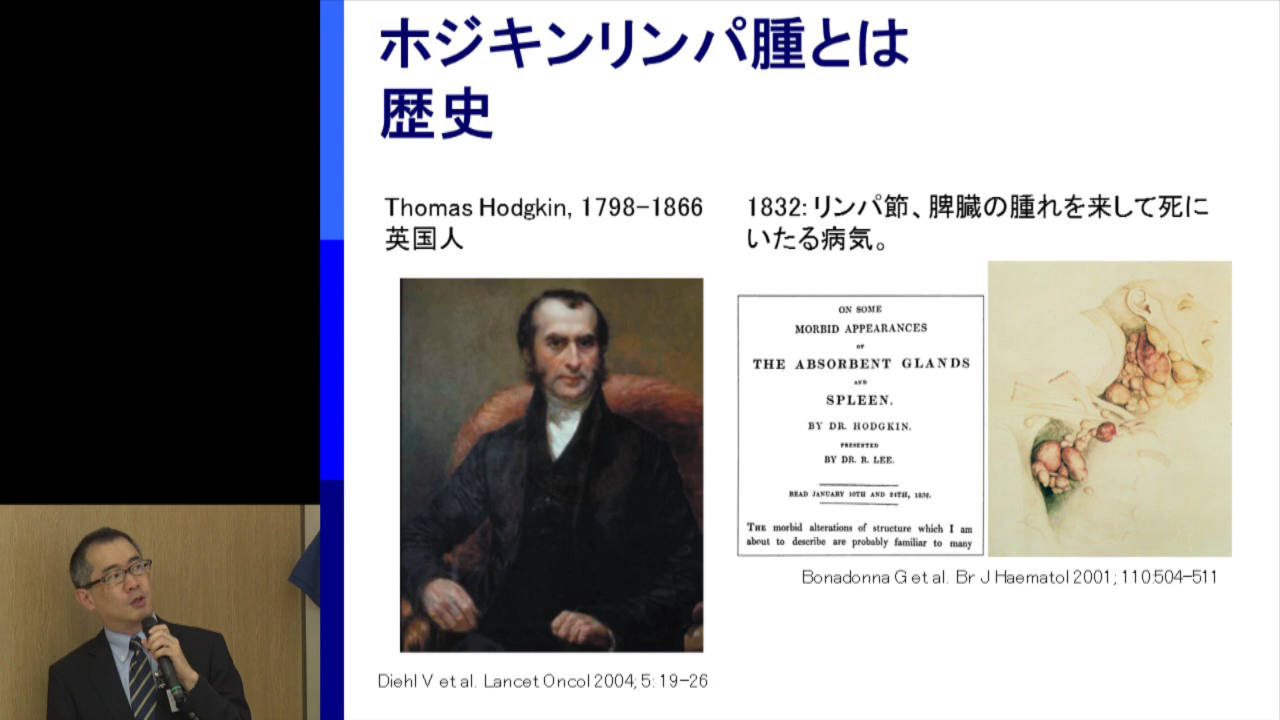 ホジキンリンパ腫とは
歴史
Thomas Hodgkin, 1798-1866
英国人
1832: リンパ節、脾臓の腫れを来して死に
いたる病気。
ON SOME
MORBID APPEARANCES
OF
THE ABSORBENT GLANDS
AND
SPLEEN.
BY DR. HODGKIN.
PRESENTED
BY DR. R. LEE.
READ JANUARY 10TH AND 24TH, 1832.
THE morbid alterations of structure which I am
about to describe are probably familiar to many
Bonadonna G et al. Br J Haematol 2001; 110:504-511
Diehl V et al. Lancet Oncol 2004; 5: 19-26